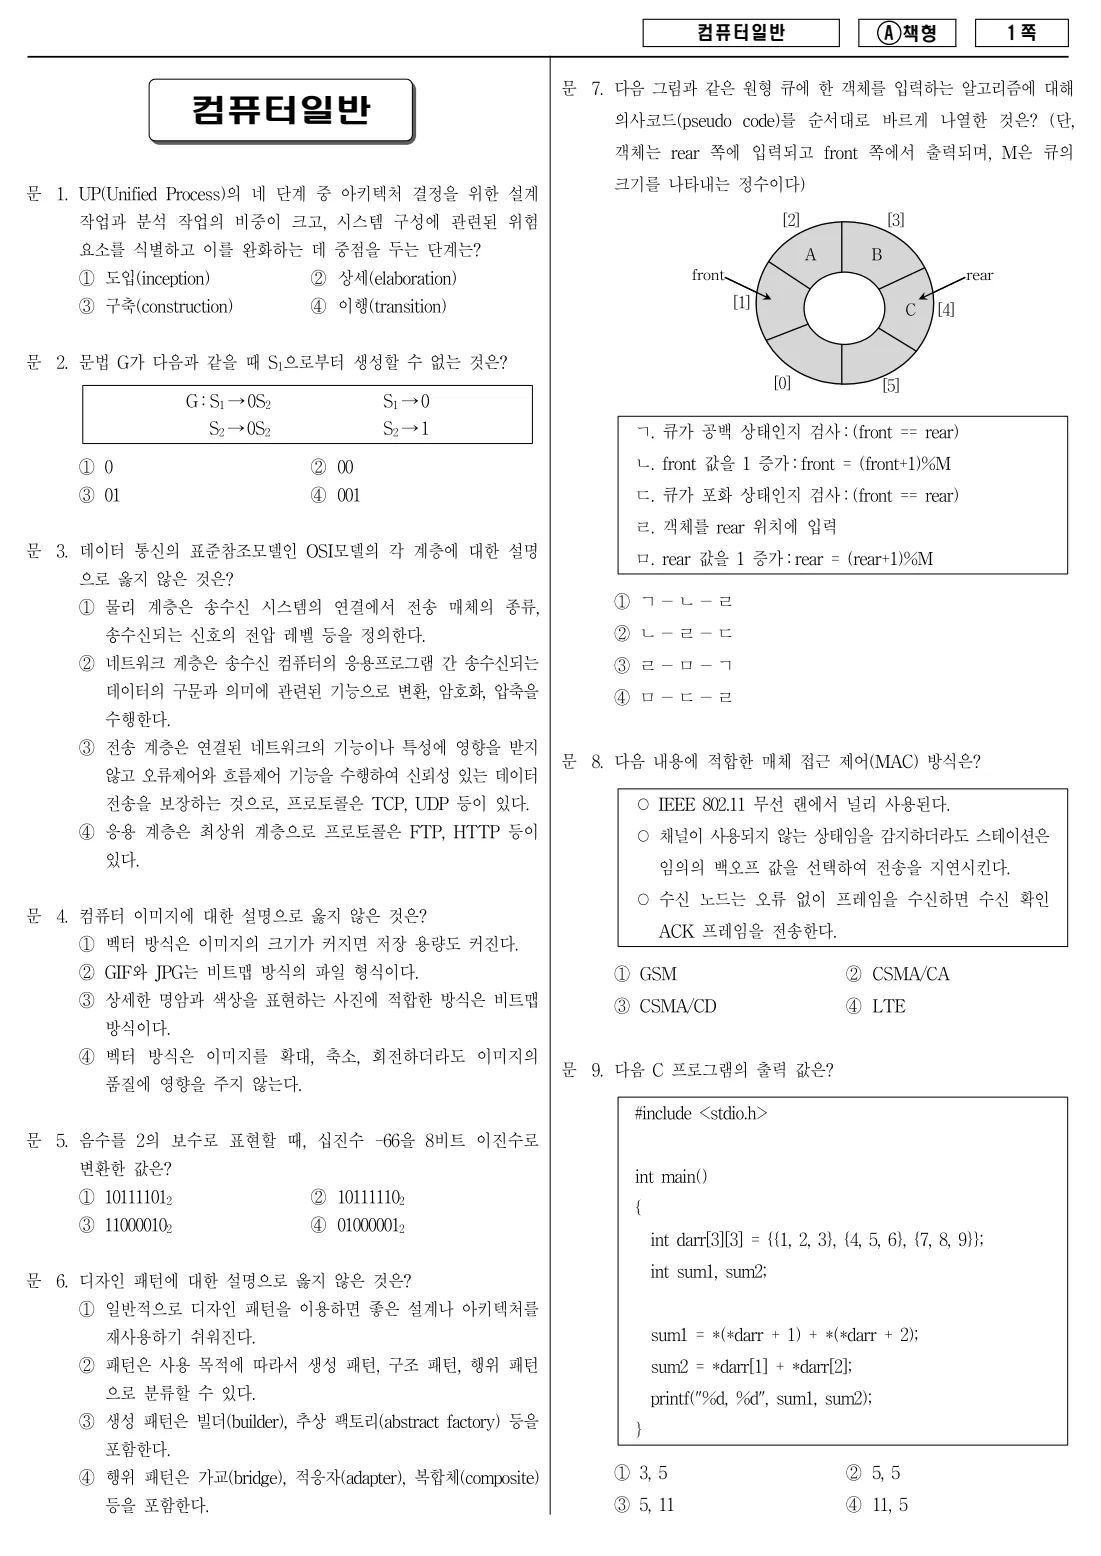 컴퓨터일반
Ⓐ책형
1 쪽
컴퓨터일반
문 1. UP(Unified Process)의 네 단계 중 아키텍처 결정을 위한 설계
작업과 분석 작업의 비중이 크고, 시스템 구성에 관련된 위험
요소를 식별하고 이를 완화하는 데 중점을 두는 단계는?
① 도입(inception) ② 상세(elaboration)
③ 구축(construction) ④ 이행(transition)
문 2. 문법 G가 다음과 같을 때 S₁으로부터 생성할 수 없는 것은?
G : S₁→0S₂ S₁→0
S₂→0S₂ S₂→1
① 0 ② 00
③ 01 ④ 001
문 3. 데이터 통신의 표준참조모델인 OSI모델의 각 계층에 대한 설명
으로 옳지 않은 것은?
① 물리 계층은 송수신 시스템의 연결에서 전송 매체의 종류,
송수신되는 신호의 전압 레벨 등을 정의한다.
② 네트워크 계층은 송수신 컴퓨터의 응용프로그램 간 송수신되는
데이터의 구문과 의미에 관련된 기능으로 변환, 암호화, 압축을
수행한다.
③ 전송 계층은 연결된 네트워크의 기능이나 특성에 영향을 받지
않고 오류제어와 흐름제어 기능을 수행하여 신뢰성 있는 데이터
전송을 보장하는 것으로, 프로토콜은 TCP, UDP 등이 있다.
④ 응용 계층은 최상위 계층으로 프로토콜은 FTP, HTTP 등이
있다.
문 4. 컴퓨터 이미지에 대한 설명으로 옳지 않은 것은?
① 벡터 방식은 이미지의 크기가 커지면 저장 용량도 커진다.
② GIF와 JPG는 비트맵 방식의 파일 형식이다.
③ 상세한 명암과 색상을 표현하는 사진에 적합한 방식은 비트맵
방식이다.
④ 벡터 방식은 이미지를 확대, 축소, 회전하더라도 이미지의
품질에 영향을 주지 않는다.
문 5. 음수를 2의 보수로 표현할 때, 십진수 -66을 8비트 이진수로
변환한 값은?
① 10111101₂ ② 10111110₂
③ 11000010₂ ④ 01000001₂
문 6. 디자인 패턴에 대한 설명으로 옳지 않은 것은?
① 일반적으로 디자인 패턴을 이용하면 좋은 설계나 아키텍처를
재사용하기 쉬워진다.
② 패턴은 사용 목적에 따라서 생성 패턴, 구조 패턴, 행위 패턴
으로 분류할 수 있다.
③ 생성 패턴은 빌더(builder), 추상 팩토리(abstract factory) 등을
포함한다.
④ 행위 패턴은 가교(bridge), 적응자(adapter), 복합체(composite)
등을 포함한다.
문 7. 다음 그림과 같은 원형 큐에 한 객체를 입력하는 알고리즘에 대해
의사코드(pseudo code)를 순서대로 바르게 나열한 것은? (단,
객체는 rear 쪽에 입력되고 front 쪽에서 출력되며, M은 큐의
크기를 나타내는 정수이다)
[2] [3]
A B
front rear
[1] C [4]
[0] [5]
ㄱ. 큐가 공백 상태인지 검사 : (front == rear)
ㄴ. front 값을 1 증가 : front = (front+1)%M
ㄷ. 큐가 포화 상태인지 검사 : (front == rear)
ㄹ. 객체를 rear 위치에 입력
ㅁ. rear 값을 1 증가 : rear = (rear+1)%M
① ㄱ - ㄴ - ㄹ
② ㄴ - ㄹ - ㄷ
③ ㄹ - ㅁ - ㄱ
④ ㅁ - ㄷ - ㄹ
문 8. 다음 내용에 적합한 매체 접근 제어(MAC) 방식은?
○ IEEE 802.11 무선 랜에서 널리 사용된다.
○ 채널이 사용되지 않는 상태임을 감지하더라도 스테이션은
임의의 백오프 값을 선택하여 전송을 지연시킨다.
○ 수신 노드는 오류 없이 프레임을 수신하면 수신 확인
ACK 프레임을 전송한다.
① GSM ② CSMA/CA
③ CSMA/CD ④ LTE
문 9. 다음 C 프로그램의 출력 값은?
#include <stdio.h>
int main()
{
int darr[3][3] = {{1, 2, 3}, {4, 5, 6}, {7, 8, 9}};
int sum1, sum2;
sum1 = *(*darr + 1) + *(*darr + 2);
sum2 = *darr[1] + *darr[2];
printf("%d, %d", sum1, sum2);
}
① 3, 5 ② 5, 5
③ 5, 11 ④ 11, 5